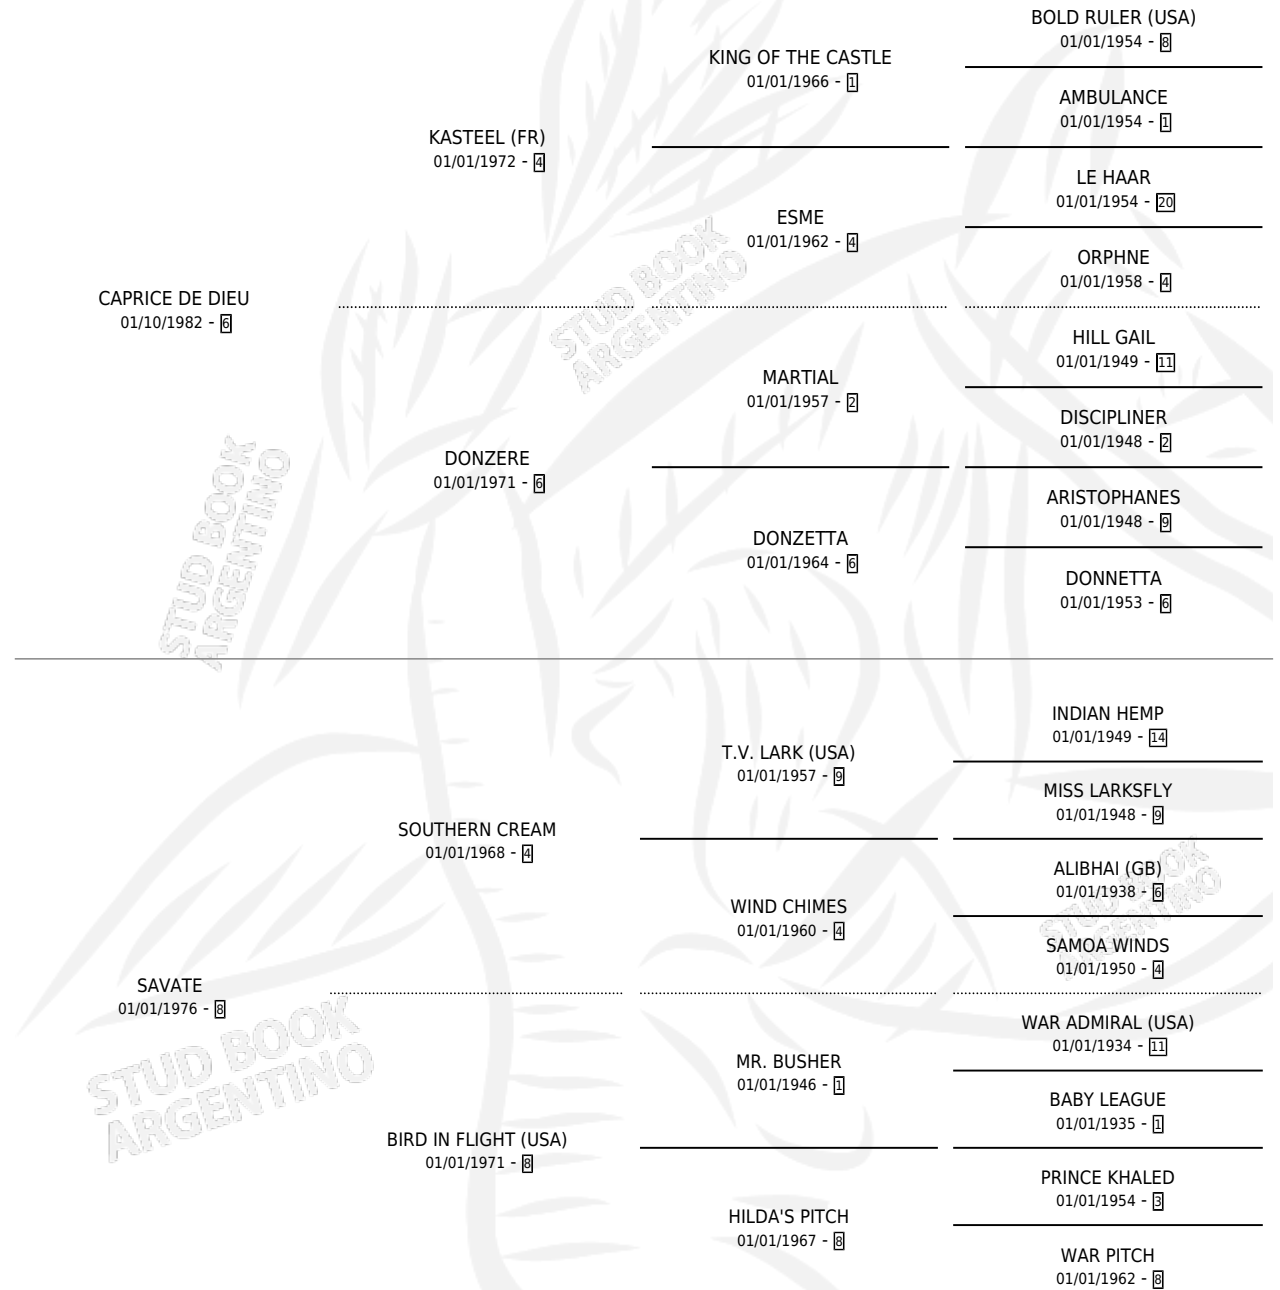 BOLD RULER (USA)
01/01/1954 - 8
KING OF THE CASTLE
01/01/1966 - 1
AMBULANCE
01/01/1954 - 1
KASTEEL (FR)
01/01/1972 - 4
LE HAAR
01/01/1954 - 20
ESME
01/01/1962 - 4
ORPHNE
01/01/1958 - 4
CAPRICE DE DIEU
01/10/1982 - 6
HILL GAIL
01/01/1949 - 11
MARTIAL
01/01/1957 - 2
DISCIPLINER
01/01/1948 - 2
DONZERE
01/01/1971 - 6
ARISTOPHANES
01/01/1948 - 9
DONZETTA
01/01/1964 - 6
DONNETTA
01/01/1953 - 6
INDIAN HEMP
01/01/1949 - 14
T.V. LARK (USA)
01/01/1957 - 9
MISS LARKSFLY
01/01/1948 - 9
SOUTHERN CREAM
01/01/1968 - 4
ALIBHAI (GB)
01/01/1938 - 6
WIND CHIMES
01/01/1960 - 4
SAMOA WINDS
01/01/1950 - 4
SAVATE
01/01/1976 - 8
WAR ADMIRAL (USA)
01/01/1934 - 11
MR. BUSHER
01/01/1946 - 1
BABY LEAGUE
01/01/1935 - 1
BIRD IN FLIGHT (USA)
01/01/1971 - 8
PRINCE KHALED
01/01/1954 - 3
HILDA'S PITCH
01/01/1967 - 8
WAR PITCH
01/01/1962 - 8
STUD BOOK
ARGENTINO
STUD BOOK
ARGENTINO
STUD BOOK
ARGENTINO
STUD BOOK
ARGENTINO